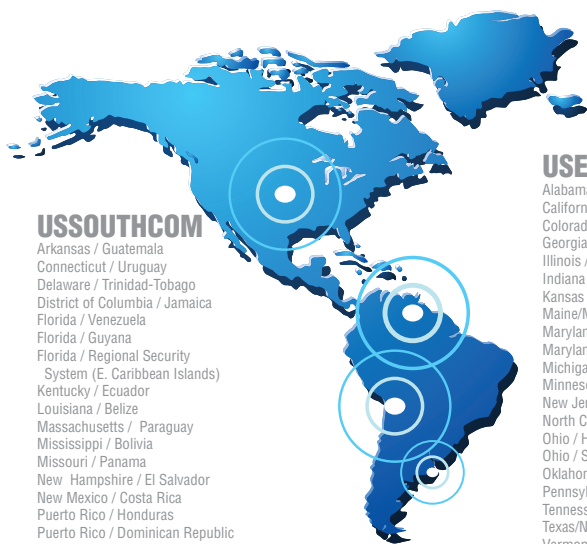 USSOUTHCOM
Arkansas / Guatemala
Connecticut / Uruguay
Delaware / Trinidad-Tobago
District of Columbia / Jamaica
Florida / Venezuela
Florida / Guyana
Florida / Regional Security
System (E. Caribbean Islands)
Kentucky / Ecuador
Louisiana / Belize
Massachusetts / Paraguay
Mississippi / Bolivia
Missouri / Panama
New Hampshire / El Salvador
New Mexico / Costa Rica
Puerto Rico / Honduras
Puerto Rico / Dominican Republic
USE
Alabama
Californ
Colorad
Georgia
Illinois /
Indiana
Kansas
Maine/
Marylan
Marylan
Michiga
Minnes
New Jer
North C
Ohio / H
Ohio / S
Oklaho
Pennsyl
Tenness
Texas/N